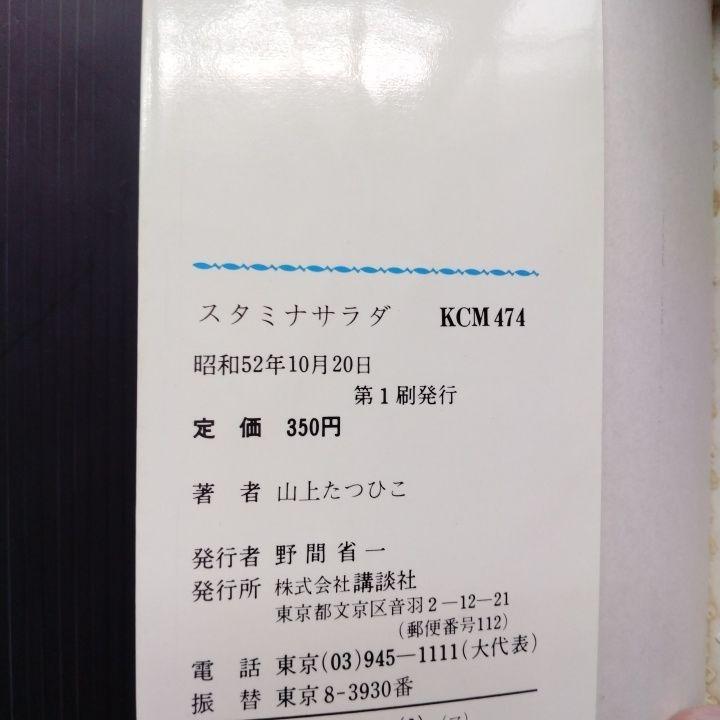 スタミナサラダ KCM 474
昭和52年10月20日
第1刷発行
定 価 350円
著 者 山上たつひこ
発行者 野間省一
発行所 株式会社講談社
東京都文京区音羽2―12―21
(郵便番号112)
電 話 東京(03)945―1111(大代表)
振 替 東京8-3930番